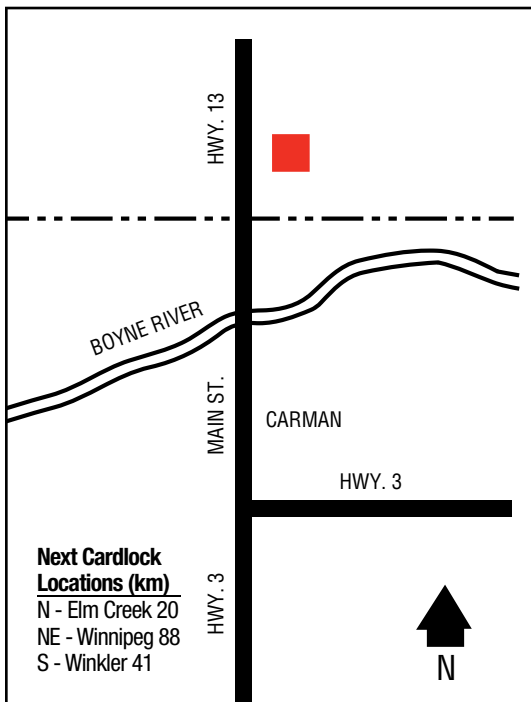 HWY. 13
BOYNE RIVER
MAIN ST.
CARMAN
HWY. 3
HWY. 3
Next Cardlock
Locations (km)
N - Elm Creek 20
NE - Winnipeg 88
S - Winkler 41
N